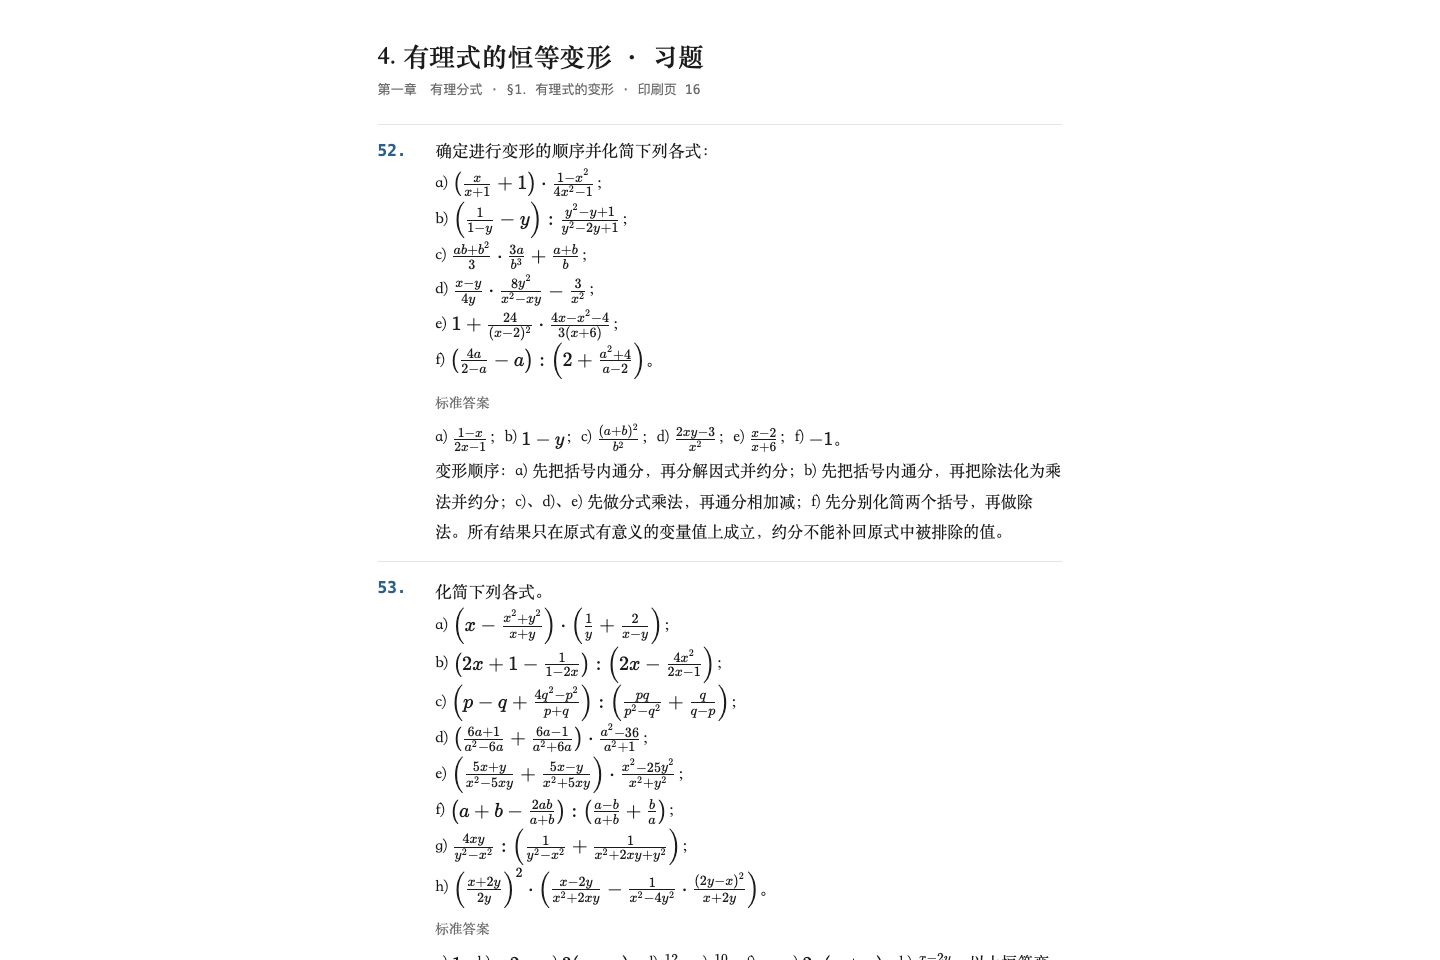 4. 有理式的恒等变形 · 习题
第一章 有理分式 · §1. 有理式的变形 · 印刷页 16
52. 确定进行变形的顺序并化简下列各式：
a) (x/(x+1) + 1) · (1−x²)/(4x²−1)；
b) (1/(1−y) − y) : (y²−y+1)/(y²−2y+1)；
c) (ab+b²)/3 · 3a/b³ + (a+b)/b；
d) (x−y)/(4y) · 8y²/(x²−xy) − 3/x²；
e) 1 + 24/(x−2)² · (4x−x²−4)/(3(x+6))；
f) (4a/(2−a) − a) : (2 + (a²+4)/(a−2))。
标准答案
a) (1−x)/(2x−1)；b) 1 − y；c) (a+b)²/b²；d) (2xy−3)/x²；e) (x−2)/(x+6)；f) −1。
变形顺序：a) 先把括号内通分，再分解因式并约分；b) 先把括号内通分，再把除法化为乘
法并约分；c)、d)、e) 先做分式乘法，再通分相加减；f) 先分别化简两个括号，再做除
法。所有结果只在原式有意义的变量值上成立，约分不能补回原式中被排除的值。
53. 化简下列各式。
a) (x − (x²+y²)/(x+y)) · (1/y + 2/(x−y))；
b) (2x + 1 − 1/(1−2x)) : (2x − 4x²/(2x−1))；
c) (p − q + (4q²−p²)/(p+q)) : (pq/(p²−q²) + q/(q−p))；
d) ((6a+1)/(a²−6a) + (6a−1)/(a²+6a)) · (a²−36)/(a²+1)；
e) ((5x+y)/(x²−5xy) + (5x−y)/(x²+5xy)) · (x²−25y²)/(x²+y²)；
f) (a + b − 2ab/(a+b)) : ((a−b)/(a+b) + b/a)；
g) 4xy/(y²−x²) : (1/(y²−x²) + 1/(x²+2xy+y²))；
h) ((x+2y)/(2y))² · ((x−2y)/(x²+2xy) − 1/(x²−4y²) · (2y−x)²/(x+2y))。
标准答案